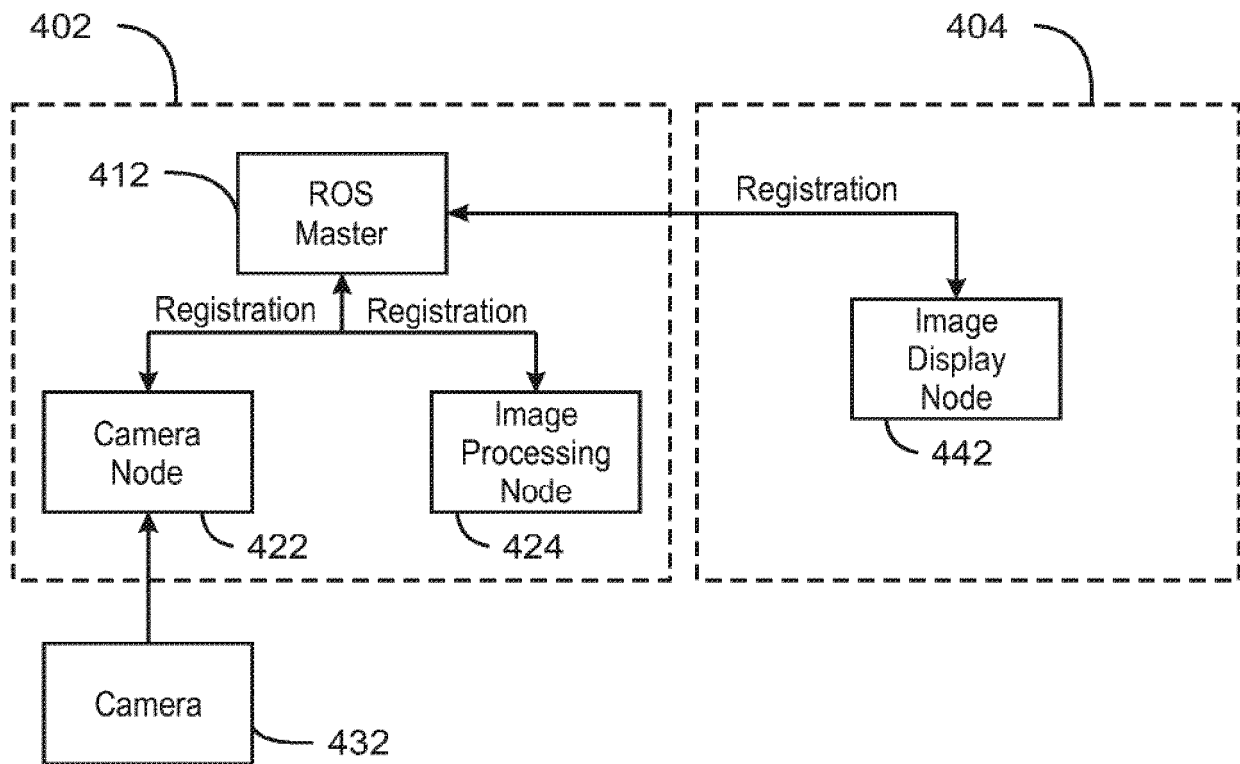 402
404
412
ROS
Master
Registration
Registration
Registration
Camera
Node
422
Image
Processing
Node
424
Image
Display
Node
442
Camera
432